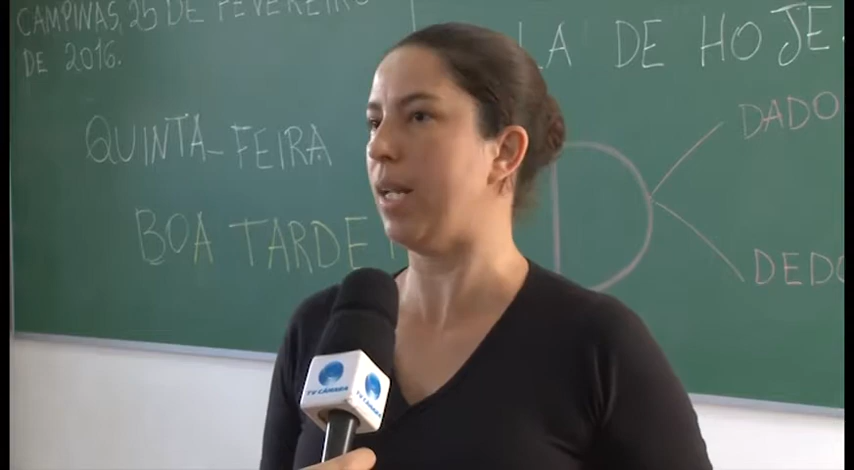 CAMPINAS, 25 DE FEVEREIRO
DE 2016.
LA DE HOJE.
QUINTA-FEIRA
BOA TARDE
D
DADO
DEDO
TV CÂMARA
TV CÂMARA